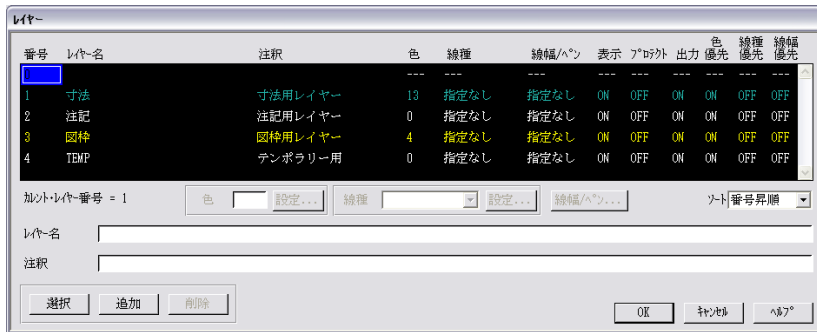 レイヤー
番号 レイヤー名 注釈 色 線種 線幅/ペン 表示 プロテクト 出力 色優先 線種優先 線幅優先
0 --- --- --- --- --- --- --- --- ---
1 寸法 寸法用レイヤー 13 指定なし 指定なし ON OFF ON ON OFF OFF
2 注記 注記用レイヤー 0 指定なし 指定なし ON OFF ON ON OFF OFF
3 図枠 図枠用レイヤー 4 指定なし 指定なし ON OFF ON ON OFF OFF
4 TEMP テンポラリー用 0 指定なし 指定なし ON OFF ON ON OFF OFF
カレント・レイヤー番号 = 1 色 設定... 線種 設定... 線幅/ペン... ソート 番号昇順
レイヤー名
注釈
選択 追加 削除
OK キャンセル ヘルプ